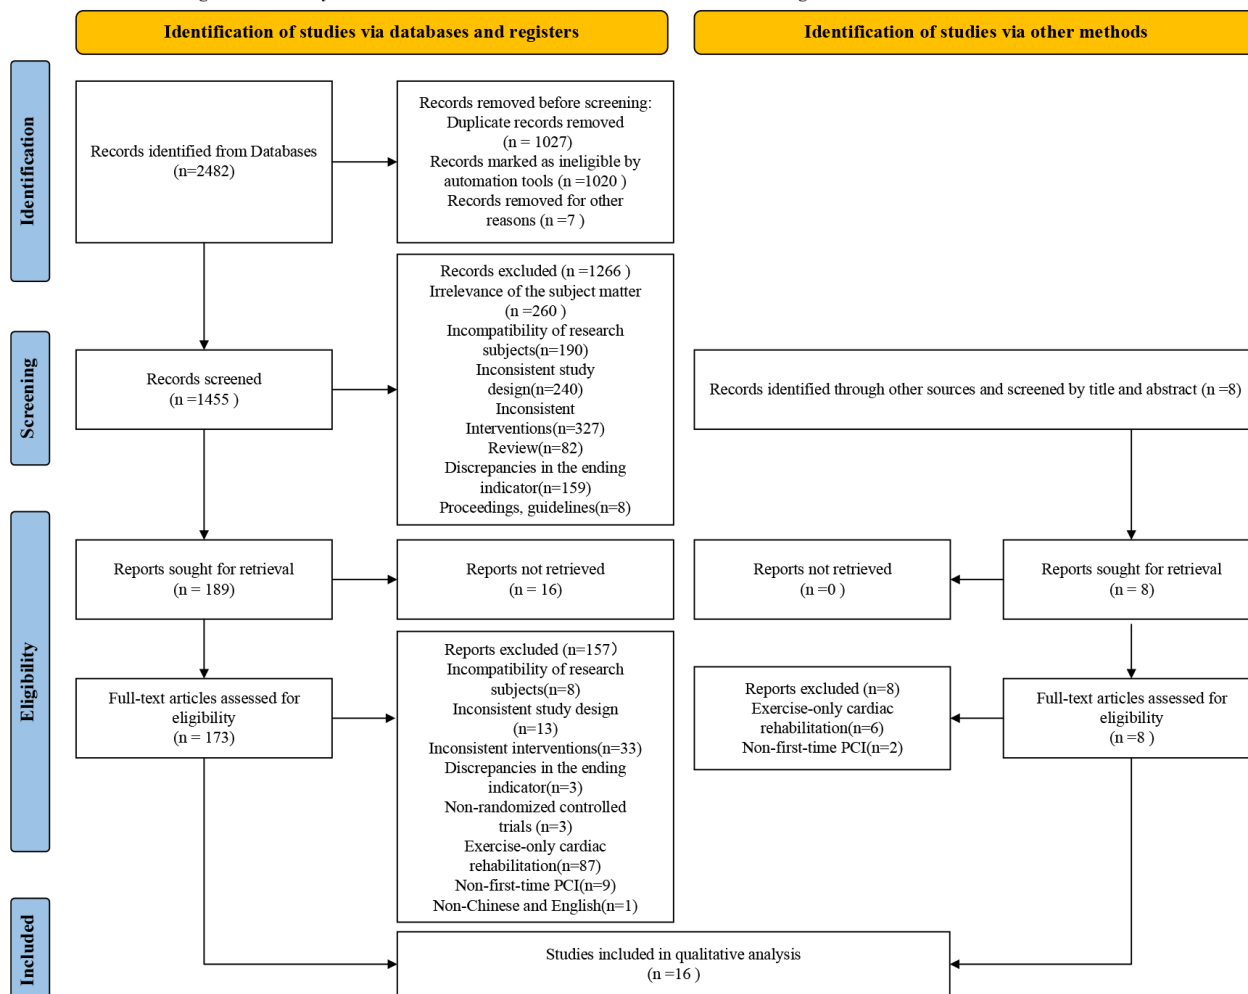 Identification of studies via databases and registers
Identification of studies via other methods
Identification
Records identified from Databases
(n=2482)
Records removed before screening:
Duplicate records removed
(n = 1027)
Records marked as ineligible by
automation tools (n =1020 )
Records removed for other
reasons (n =7 )
Screening
Records screened
(n =1455 )
Records excluded (n =1266 )
Irrelevance of the subject matter
(n =260 )
Incompatibility of research
subjects(n=190)
Inconsistent study
design(n=240)
Inconsistent
Interventions(n=327)
Review(n=82)
Discrepancies in the ending
indicator(n=159)
Proceedings, guidelines(n=8)
Records identified through other sources and screened by title and abstract (n =8)
Eligibility
Reports sought for retrieval
(n = 189)
Reports not retrieved
(n = 16)
Reports not retrieved
(n =0 )
Reports sought for retrieval
(n = 8)
Full-text articles assessed for
eligibility
(n = 173)
Reports excluded (n=157)
Incompatibility of research
subjects(n=8)
Inconsistent study design
(n=13)
Inconsistent interventions(n=33)
Discrepancies in the ending
indicator(n=3)
Non-randomized controlled
trials (n=3)
Exercise-only cardiac
rehabilitation(n=87)
Non-first-time PCI(n=9)
Non-Chinese and English(n=1)
Reports excluded (n=8)
Exercise-only cardiac
rehabilitation(n=6)
Non-first-time PCI(n=2)
Full-text articles assessed for
eligibility
(n =8 )
Included
Studies included in qualitative analysis
(n =16 )